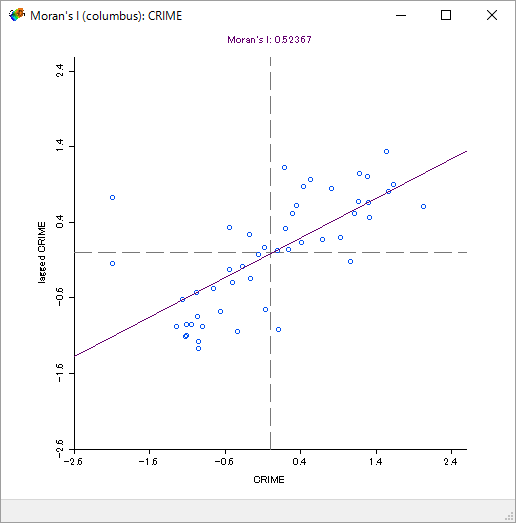 Moran's I (columbus): CRIME
Moran's I: 0.52367
2.4
1.4
0.4
-0.6
-1.6
-2.6
lagged CRIME
-2.6 -1.6 -0.6 0.4 1.4 2.4
CRIME